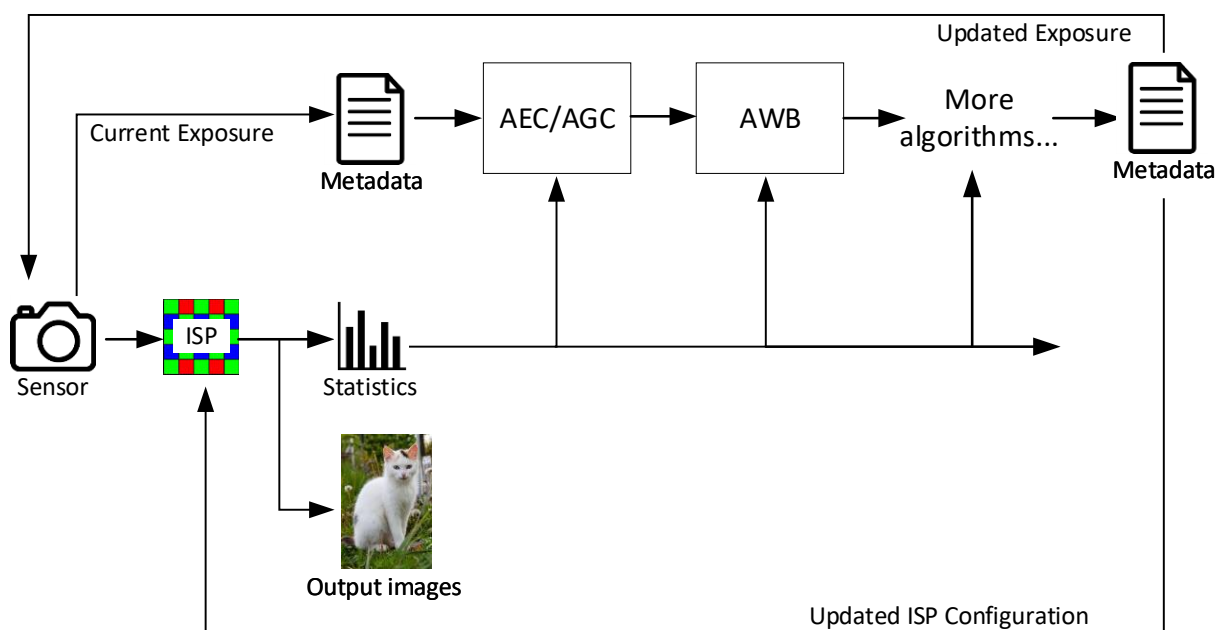 Updated Exposure
Current Exposure
AEC/AGC
AWB
More
algorithms...
Metadata
Metadata
ISP
Sensor
Statistics
Output images
Updated ISP Configuration